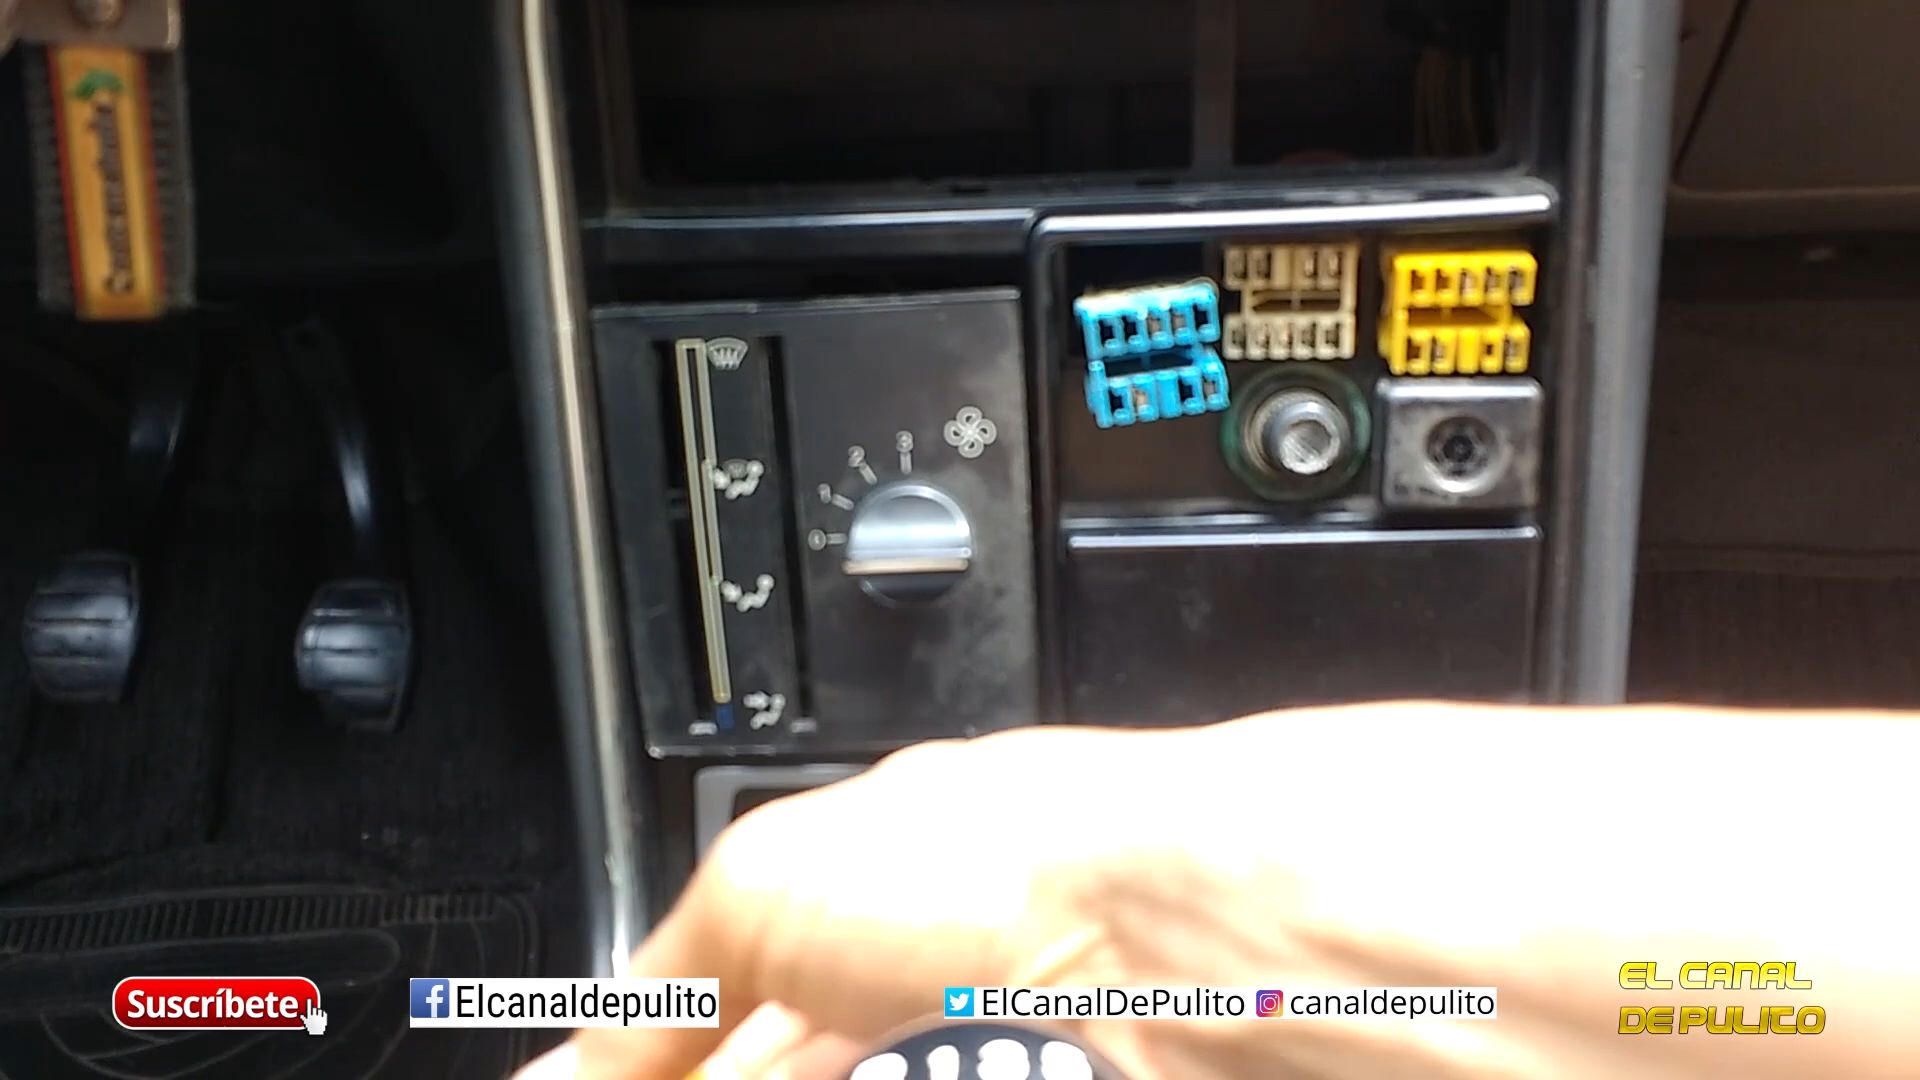 3
2
1
0
Suscríbete
Elcanaldepulito
ElCanalDePulito
canaldepulito
EL CANAL
DE PULITO